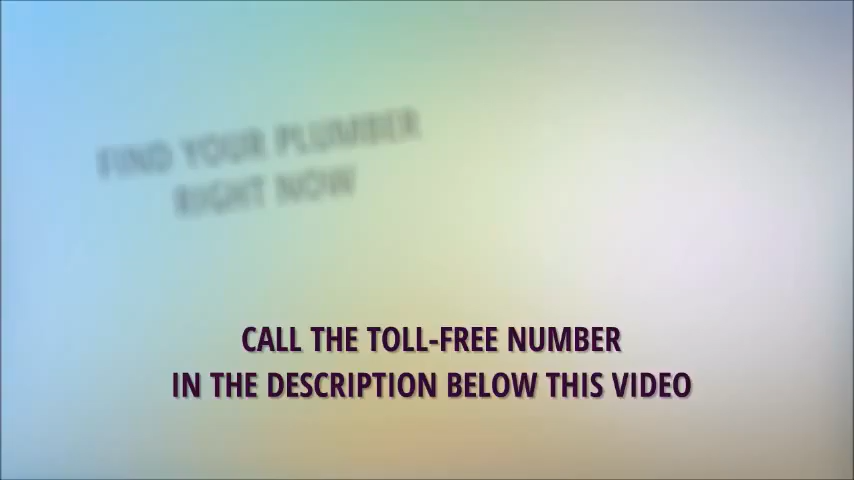 FIND YOUR PLUMBER
RIGHT NOW
CALL THE TOLL-FREE NUMBER
IN THE DESCRIPTION BELOW THIS VIDEO